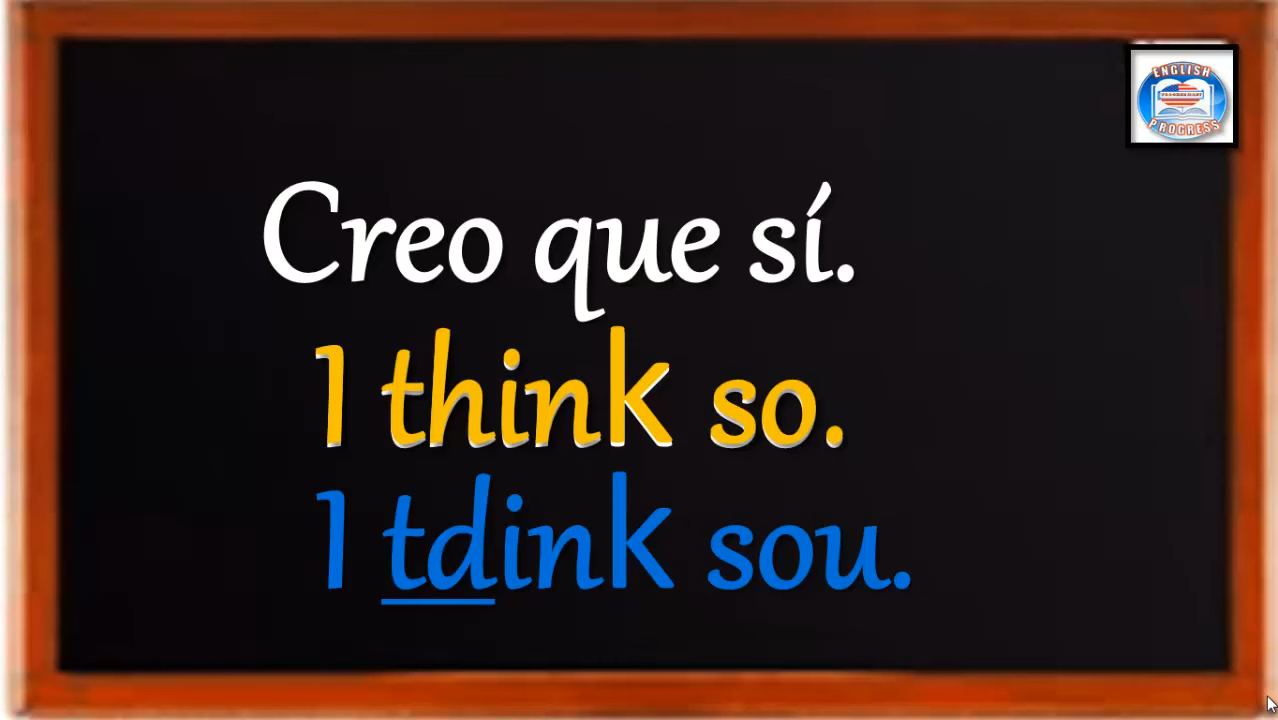 ENGLISH
PROGRESS
Creo que sí.
I think so.
I tdink sou.